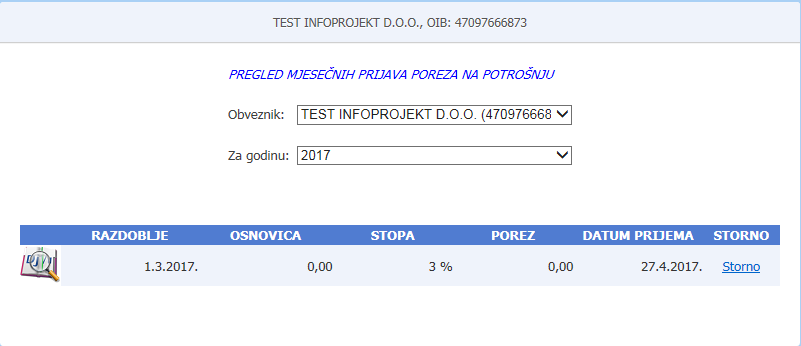 TEST INFOPROJEKT D.O.O., OIB: 47097666873
PREGLED MJESEČNIH PRIJAVA POREZA NA POTROŠNJU
Obveznik: TEST INFOPROJEKT D.O.O. (470976668
Za godinu: 2017
RAZDOBLJE OSNOVICA STOPA POREZ DATUM PRIJEMA STORNO
1.3.2017. 0,00 3 % 0,00 27.4.2017. Storno